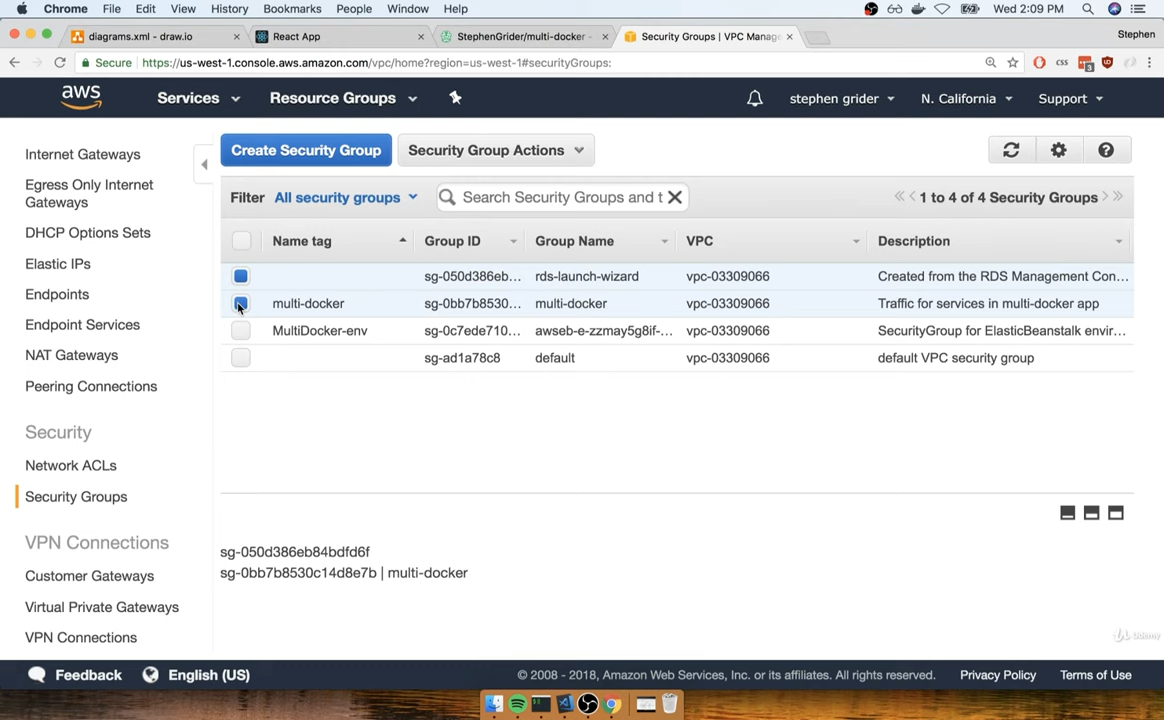 Chrome File Edit View History Bookmarks People Window Help Wed 2:09 PM
diagrams.xml - draw.io React App StephenGrider/multi-docker - Security Groups | VPC Manage Stephen
Secure https://us-west-1.console.aws.amazon.com/vpc/home?region=us-west-1#securityGroups:
aws Services Resource Groups stephen grider N. California Support
Internet Gateways
Egress Only Internet
Gateways
DHCP Options Sets
Elastic IPs
Endpoints
Endpoint Services
NAT Gateways
Peering Connections
Security
Network ACLs
Security Groups
VPN Connections
Customer Gateways
Virtual Private Gateways
VPN Connections
Create Security Group Security Group Actions
Filter All security groups Search Security Groups and t 1 to 4 of 4 Security Groups
Name tag Group ID Group Name VPC Description
sg-050d386eb... rds-launch-wizard vpc-03309066 Created from the RDS Management Con...
multi-docker sg-0bb7b8530... multi-docker vpc-03309066 Traffic for services in multi-docker app
MultiDocker-env sg-0c7ede710... awseb-e-zzmay5g8if-... vpc-03309066 SecurityGroup for ElasticBeanstalk envir...
sg-ad1a78c8 default vpc-03309066 default VPC security group
sg-050d386eb84bdfd6f
sg-0bb7b8530c14d8e7b | multi-docker
Udemy
Feedback English (US) © 2008 - 2018, Amazon Web Services, Inc. or its affiliates. All rights reserved. Privacy Policy Terms of Use